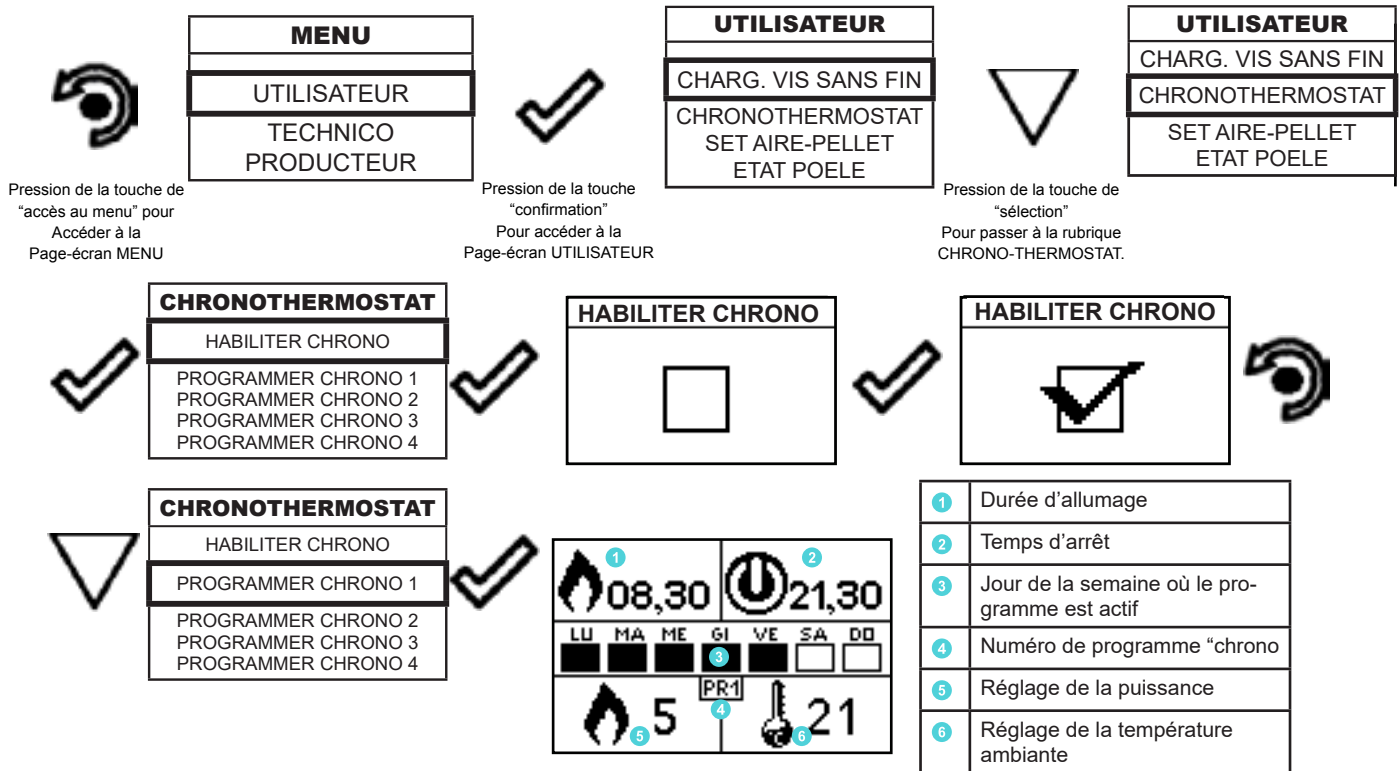 MENU
UTILISATEUR
TECHNICO
PRODUCTEUR
UTILISATEUR
CHARG. VIS SANS FIN
CHRONOTHERMOSTAT
SET AIRE-PELLET
ETAT POELE
UTILISATEUR
CHARG. VIS SANS FIN
CHRONOTHERMOSTAT
SET AIRE-PELLET
ETAT POELE
Pression de la touche de
“accès au menu” pour
Accéder à la
Page-écran MENU
Pression de la touche
“confirmation”
Pour accéder à la
Page-écran UTILISATEUR
Pression de la touche de
“sélection”
Pour passer à la rubrique
CHRONO-THERMOSTAT.
CHRONOTHERMOSTAT
HABILITER CHRONO
PROGRAMMER CHRONO 1
PROGRAMMER CHRONO 2
PROGRAMMER CHRONO 3
PROGRAMMER CHRONO 4
HABILITER CHRONO
HABILITER CHRONO
CHRONOTHERMOSTAT
HABILITER CHRONO
PROGRAMMER CHRONO 1
PROGRAMMER CHRONO 2
PROGRAMMER CHRONO 3
PROGRAMMER CHRONO 4
1 08,30 2 21,30
LU MA ME GI VE SA DO
3
PR1
4
5 5 6 21
1 Durée d’allumage
2 Temps d’arrêt
3 Jour de la semaine où le pro-
gramme est actif
4 Numéro de programme “chrono
5 Réglage de la puissance
6 Réglage de la température
ambiante